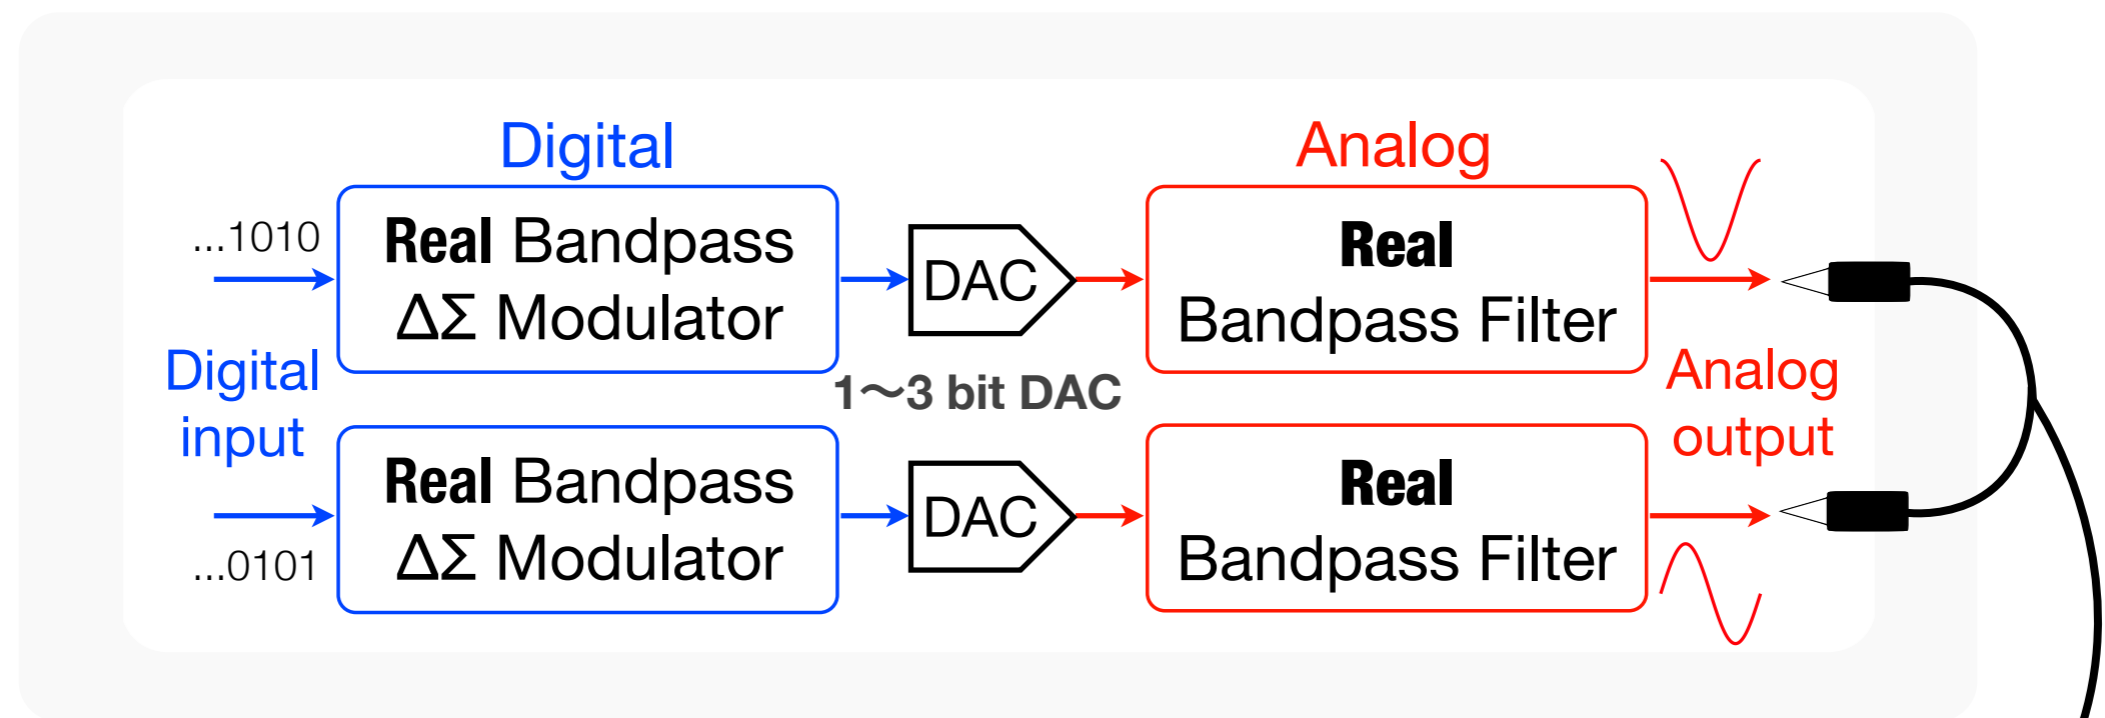 Digital
Analog
...1010
Real Bandpass
ΔΣ Modulator
DAC
Real
Bandpass Filter
Digital
input
1〜3 bit DAC
Analog
output
Real Bandpass
ΔΣ Modulator
...0101
DAC
Real
Bandpass Filter